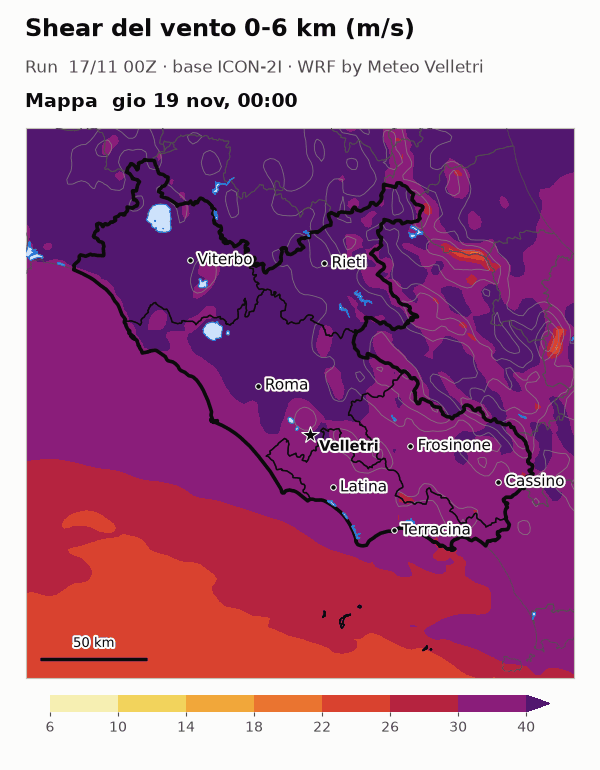 Shear del vento 0-6 km (m/s)
Run  17/11 00Z · base ICON-2I · WRF by Meteo Velletri
Mappa  gio 19 nov, 00:00
Viterbo
Rieti
Roma
Velletri
Frosinone
Cassino
Latina
Terracina
50 km
6 10 14 18 22 26 30 40